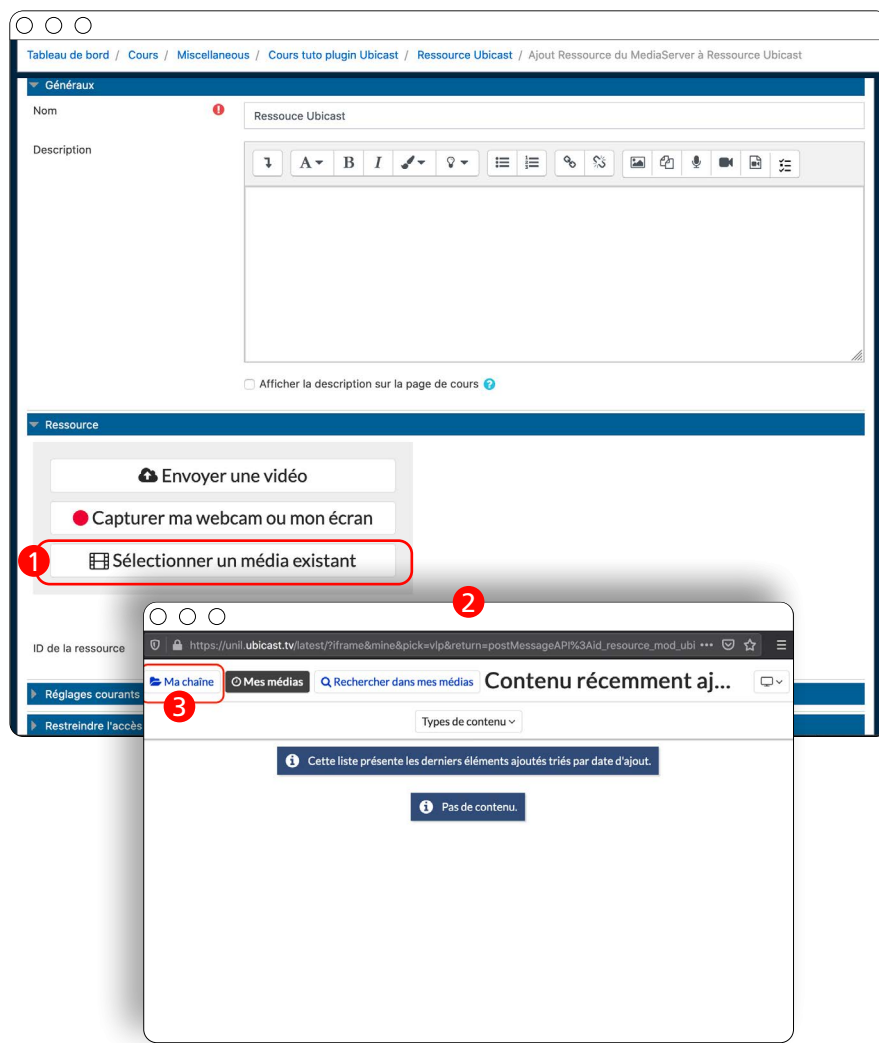 Tableau de bord / Cours / Miscellaneous / Cours tuto plugin Ubicast / Ressource Ubicast / Ajout Ressource du MediaServer à Ressource Ubicast
Généraux
Nom
Ressouce Ubicast
Description
A B I
Afficher la description sur la page de cours ?
Ressource
Envoyer une vidéo
Capturer ma webcam ou mon écran
1 Sélectionner un média existant
2
ID de la ressource
https://unil.ubicast.tv/latest/?iframe&mine&pick=vlp&return=postMessageAPI%3Aid_resource_mod_ubi •••
Ma chaîne Mes médias Rechercher dans mes médias Contenu récemment aj...
3
Réglages courants
Types de contenu
Restreindre l'accès
Cette liste présente les derniers éléments ajoutés triés par date d'ajout.
Pas de contenu.